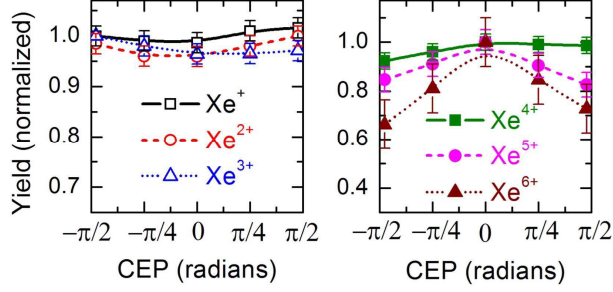 Yield (normalized)
1.0
0.9
0.8
0.7
Xe⁺
Xe²⁺
Xe³⁺
−π/2 −π/4 0 π/4 π/2
CEP (radians)
1.0
0.8
0.6
0.4
Xe⁴⁺
Xe⁵⁺
Xe⁶⁺
−π/2 −π/4 0 π/4 π/2
CEP (radians)